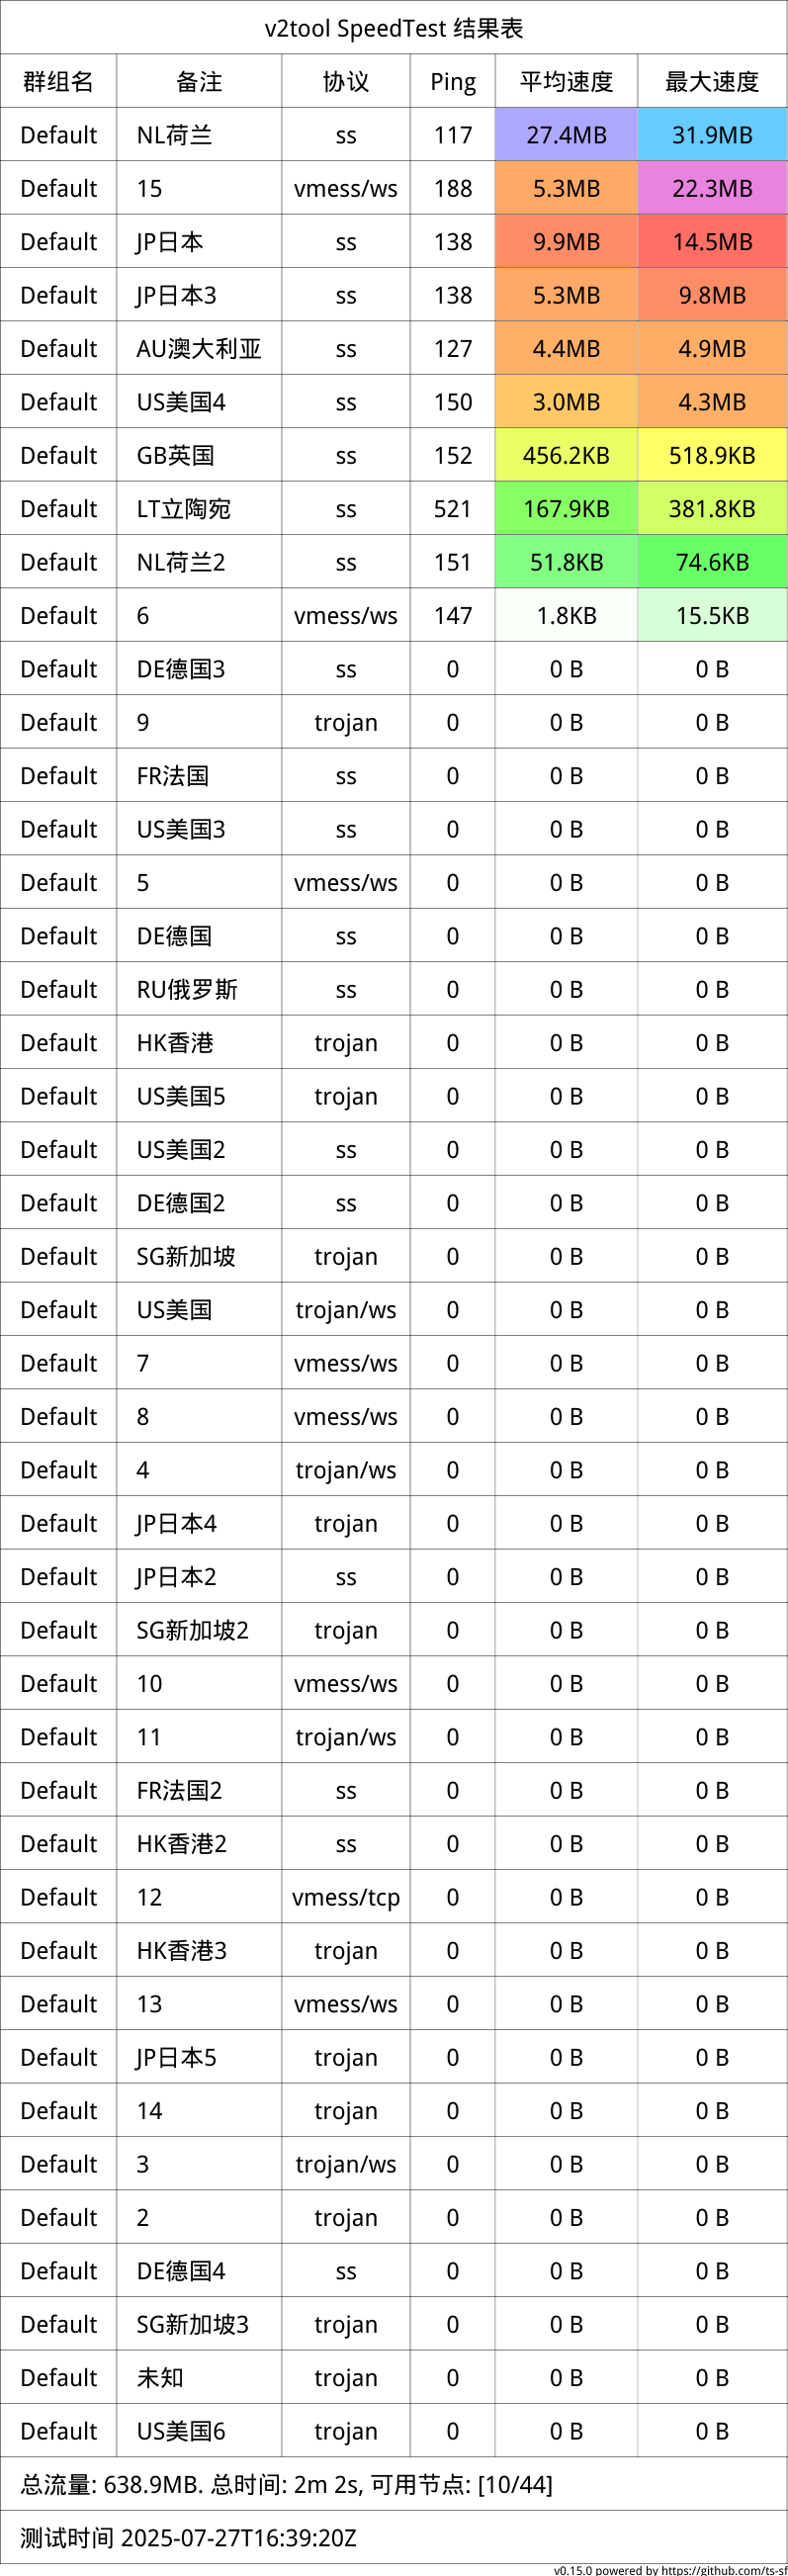 v2tool SpeedTest 结果表
群组名 备注 协议 Ping 平均速度 最大速度
Default NL荷兰 ss 117 27.4MB 31.9MB
Default 15 vmess/ws 188 5.3MB 22.3MB
Default JP日本 ss 138 9.9MB 14.5MB
Default JP日本3 ss 138 5.3MB 9.8MB
Default AU澳大利亚 ss 127 4.4MB 4.9MB
Default US美国4 ss 150 3.0MB 4.3MB
Default GB英国 ss 152 456.2KB 518.9KB
Default LT立陶宛 ss 521 167.9KB 381.8KB
Default NL荷兰2 ss 151 51.8KB 74.6KB
Default 6 vmess/ws 147 1.8KB 15.5KB
Default DE德国3 ss 0 0 B 0 B
Default 9 trojan 0 0 B 0 B
Default FR法国 ss 0 0 B 0 B
Default US美国3 ss 0 0 B 0 B
Default 5 vmess/ws 0 0 B 0 B
Default DE德国 ss 0 0 B 0 B
Default RU俄罗斯 ss 0 0 B 0 B
Default HK香港 trojan 0 0 B 0 B
Default US美国5 trojan 0 0 B 0 B
Default US美国2 ss 0 0 B 0 B
Default DE德国2 ss 0 0 B 0 B
Default SG新加坡 trojan 0 0 B 0 B
Default US美国 trojan/ws 0 0 B 0 B
Default 7 vmess/ws 0 0 B 0 B
Default 8 vmess/ws 0 0 B 0 B
Default 4 trojan/ws 0 0 B 0 B
Default JP日本4 trojan 0 0 B 0 B
Default JP日本2 ss 0 0 B 0 B
Default SG新加坡2 trojan 0 0 B 0 B
Default 10 vmess/ws 0 0 B 0 B
Default 11 trojan/ws 0 0 B 0 B
Default FR法国2 ss 0 0 B 0 B
Default HK香港2 ss 0 0 B 0 B
Default 12 vmess/tcp 0 0 B 0 B
Default HK香港3 trojan 0 0 B 0 B
Default 13 vmess/ws 0 0 B 0 B
Default JP日本5 trojan 0 0 B 0 B
Default 14 trojan 0 0 B 0 B
Default 3 trojan/ws 0 0 B 0 B
Default 2 trojan 0 0 B 0 B
Default DE德国4 ss 0 0 B 0 B
Default SG新加坡3 trojan 0 0 B 0 B
Default 未知 trojan 0 0 B 0 B
Default US美国6 trojan 0 0 B 0 B
总流量: 638.9MB. 总时间: 2m 2s, 可用节点: [10/44]
测试时间 2025-07-27T16:39:20Z
v0.15.0 powered by https://github.com/ts-sf